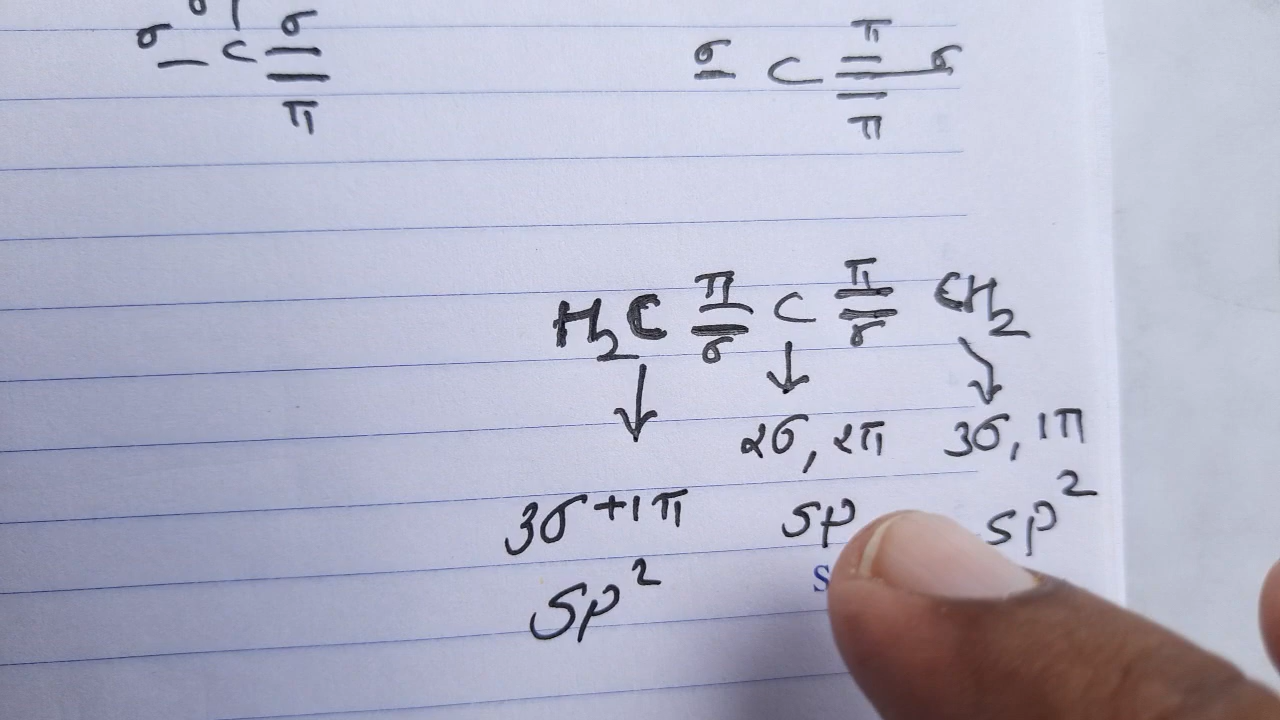 σ σ π
σ C σ
π π
H₂C π C π CH₂
σ σ
2σ, 2π 3σ, 1π
3σ+1π sp sp²
sp²
S